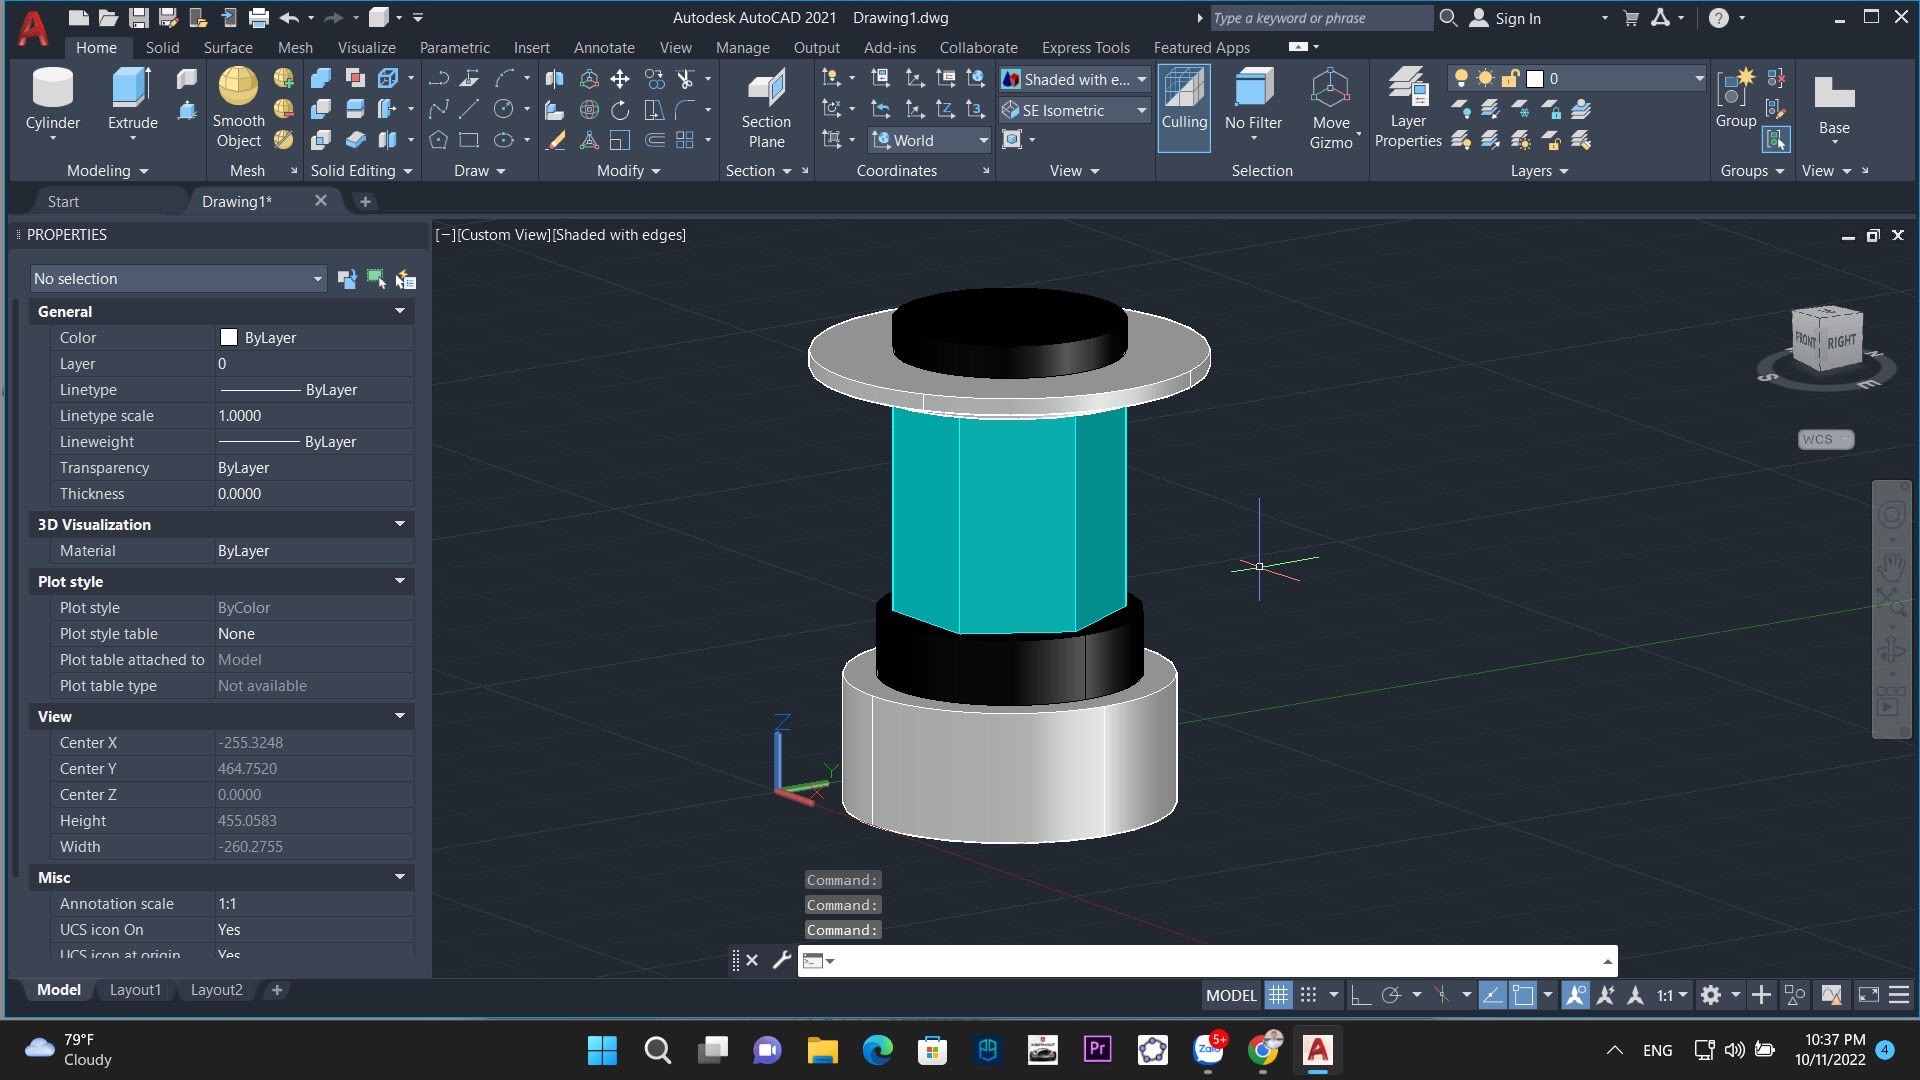 Autodesk AutoCAD 2021 Drawing1.dwg
Type a keyword or phrase
Sign In
Home Solid Surface Mesh Visualize Parametric Insert Annotate View Manage Output Add-ins Collaborate Express Tools Featured Apps
Cylinder
Extrude
Smooth Object
Section Plane
Shaded with e...
SE Isometric
World
Culling
No Filter
Move Gizmo
Layer Properties
0
Group
Base
Modeling
Mesh
Solid Editing
Draw
Modify
Section
Coordinates
View
Selection
Layers
Groups
View
Start
Drawing1*
PROPERTIES
[−][Custom View][Shaded with edges]
No selection
General
Color ByLayer
Layer 0
Linetype ByLayer
Linetype scale 1.0000
Lineweight ByLayer
Transparency ByLayer
Thickness 0.0000
3D Visualization
Material ByLayer
Plot style
Plot style ByColor
Plot style table None
Plot table attached to Model
Plot table type Not available
View
Center X -255.3248
Center Y 464.7520
Center Z 0.0000
Height 455.0583
Width -260.2755
Misc
Annotation scale 1:1
UCS icon On Yes
UCS icon at origin Yes
FRONT RIGHT
S E N
WCS
Z
Y
X
Command:
Command:
Command:
Model Layout1 Layout2
MODEL
1:1
79°F
Cloudy
Pr
Zalo
5+
ENG
10:37 PM
10/11/2022
4